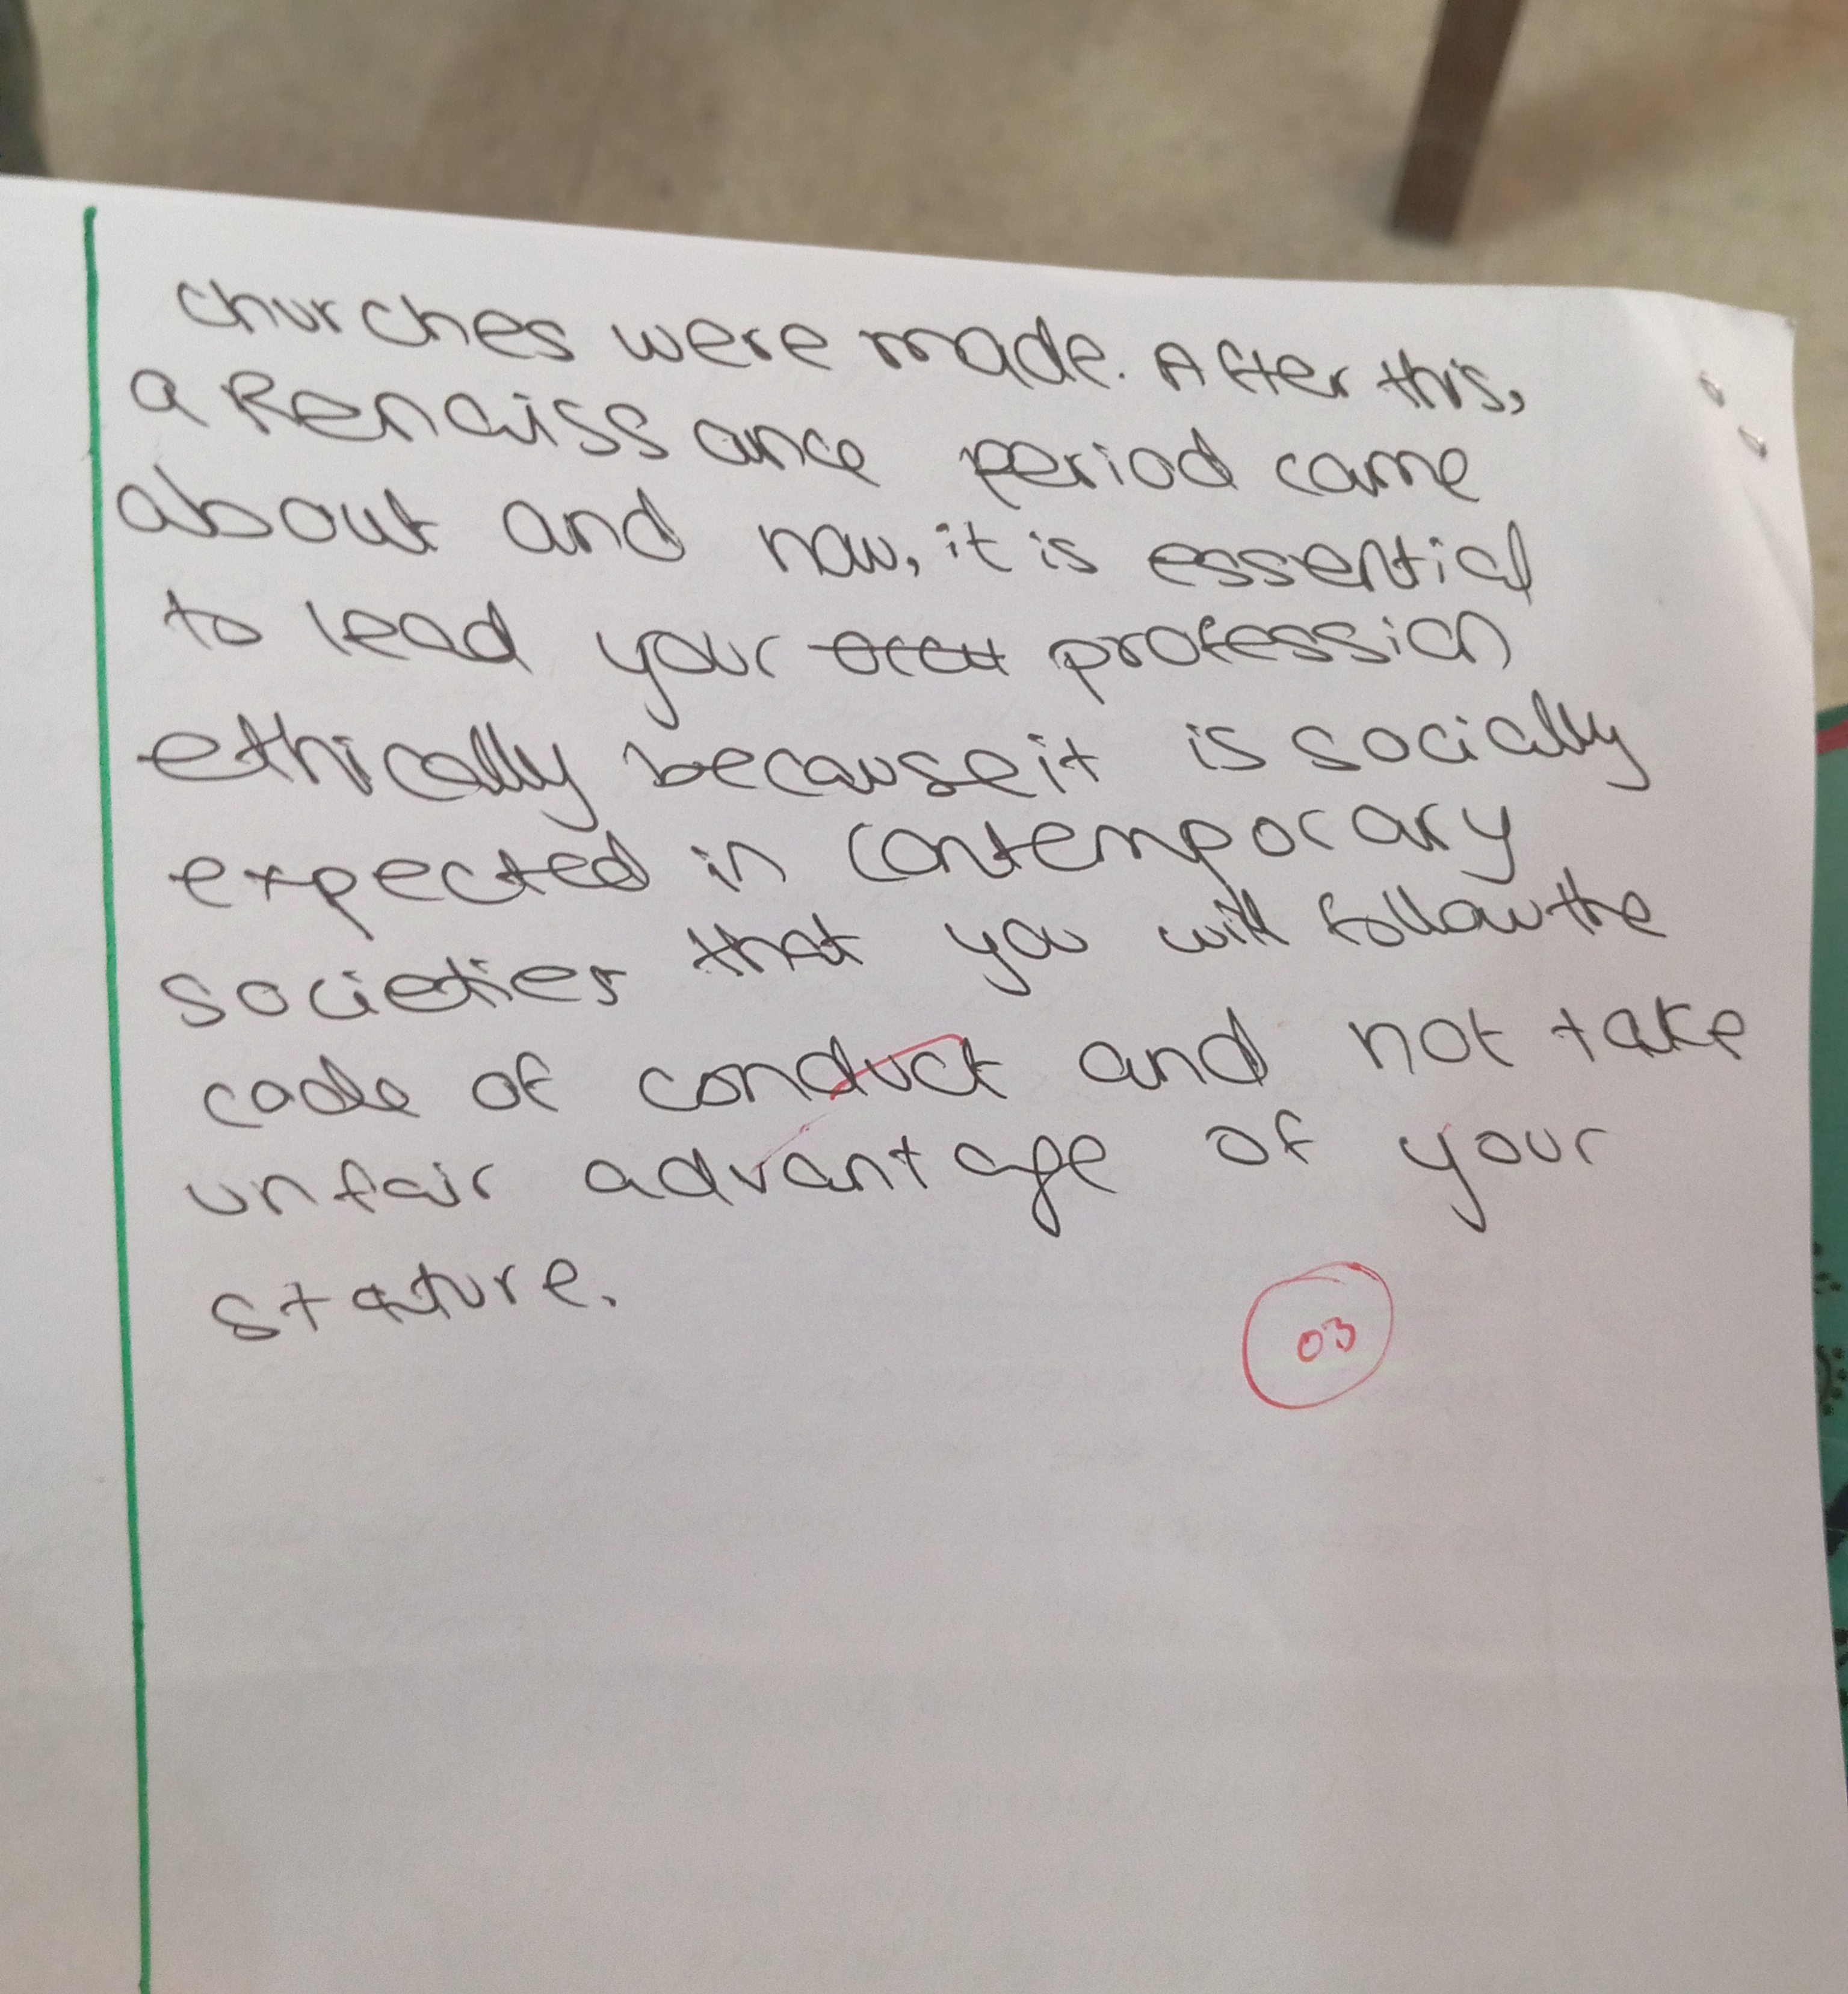 churches were made. After this,
a Renaissance period came
about and now, it is essential
to lead your profession
ethically because it is socially
expected in contemporary
societies that you will follow the
code of conduct and not take
unfair advantage of your
stature.
03